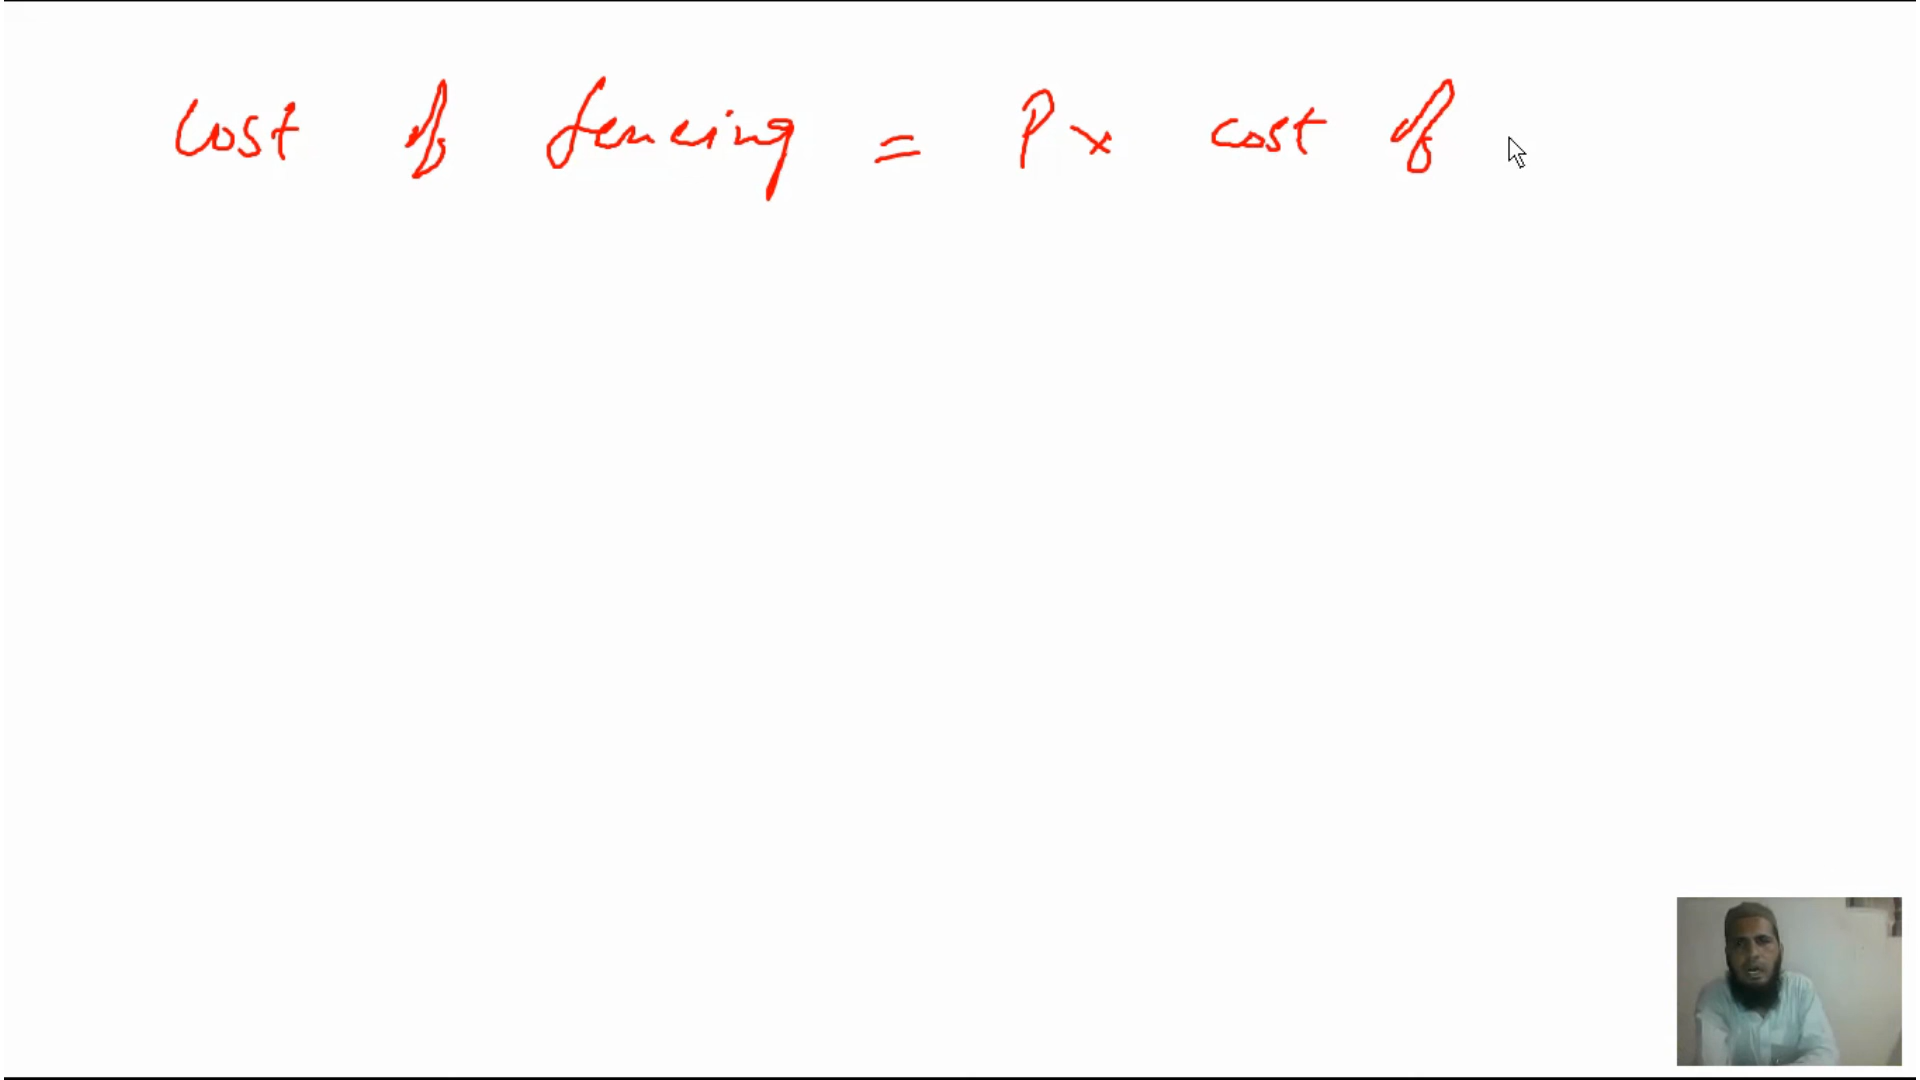 cost of fencing = P x cost of